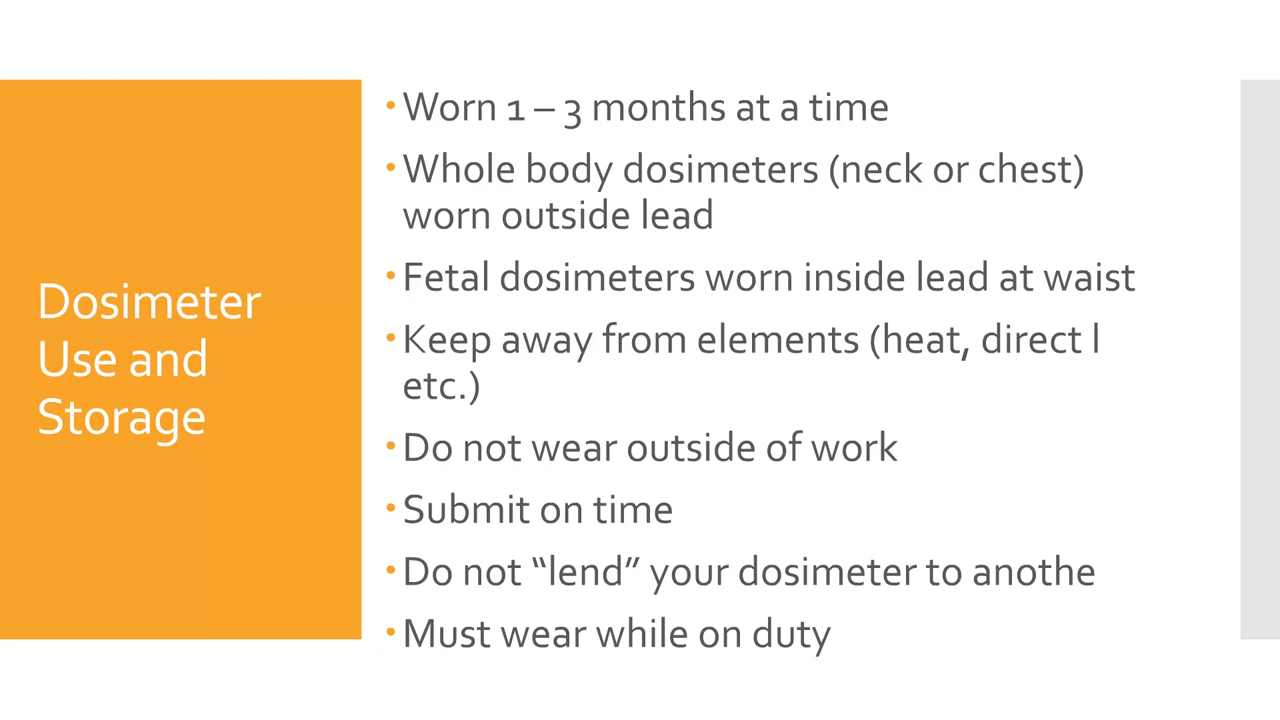 Dosimeter
Use and
Storage
• Worn 1 – 3 months at a time
• Whole body dosimeters (neck or chest)
worn outside lead
• Fetal dosimeters worn inside lead at waist
• Keep away from elements (heat, direct l
etc.)
• Do not wear outside of work
• Submit on time
• Do not “lend” your dosimeter to anothe
• Must wear while on duty